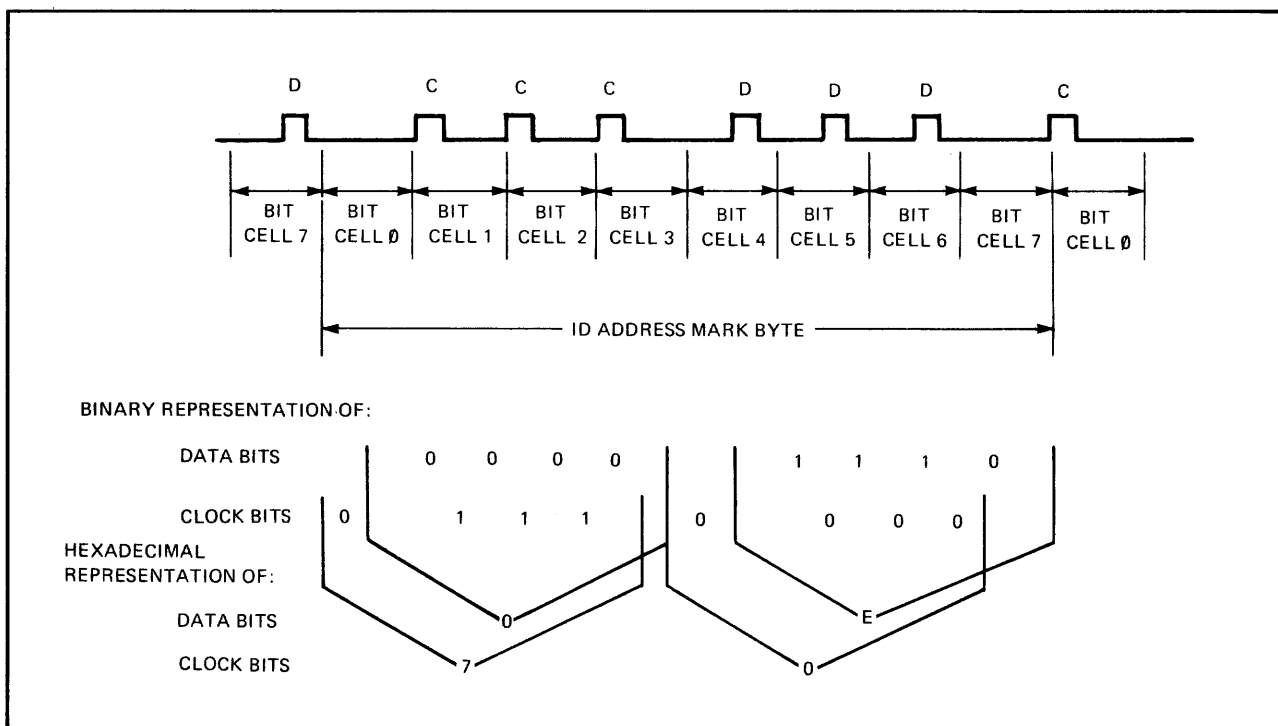 D C C C D D D C
BIT CELL 7 BIT CELL Ø BIT CELL 1 BIT CELL 2 BIT CELL 3 BIT CELL 4 BIT CELL 5 BIT CELL 6 BIT CELL 7 BIT CELL Ø
ID ADDRESS MARK BYTE
BINARY REPRESENTATION OF:
DATA BITS 0 0 0 0 1 1 1 0
CLOCK BITS 0 1 1 1 0 0 0 0
HEXADECIMAL
REPRESENTATION OF:
DATA BITS 0 E
CLOCK BITS 7 0